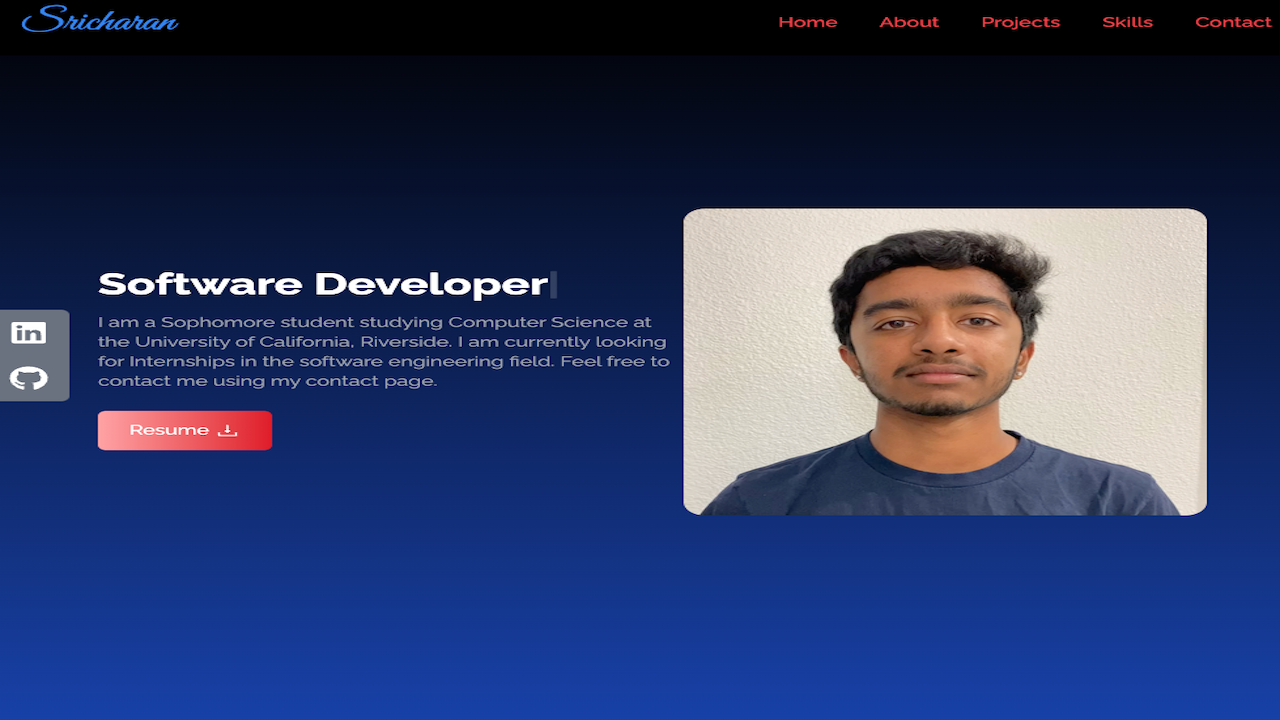 Sricharan
Home About Projects Skills Contact
Software Developer
I am a Sophomore student studying Computer Science at
the University of California, Riverside. I am currently looking
for Internships in the software engineering field. Feel free to
contact me using my contact page.
in
Resume